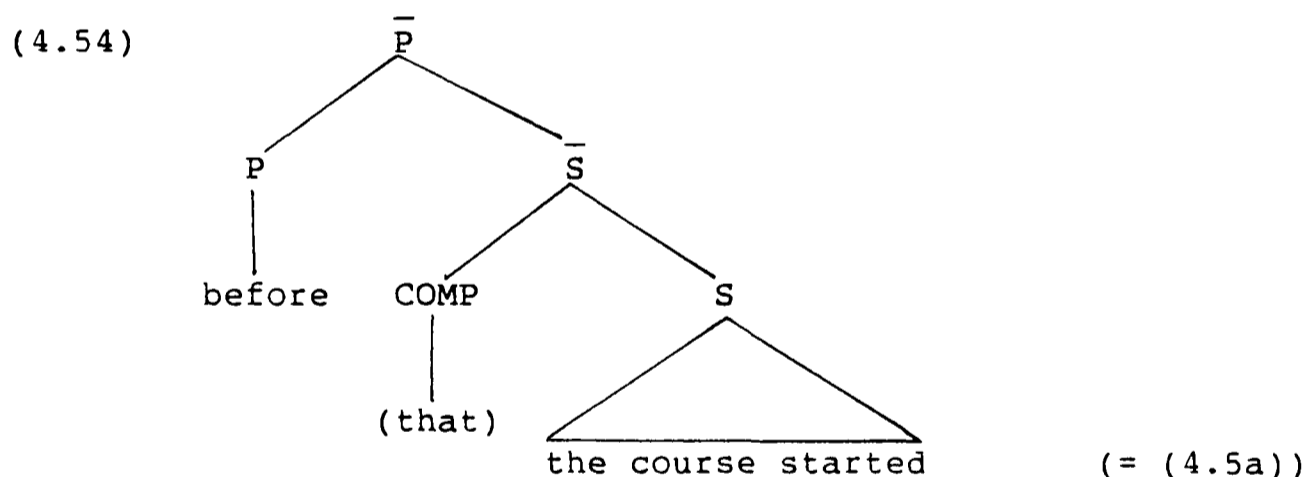 (4.54) P̄
P S̄
before COMP S
(that)
the course started (= (4.5a))